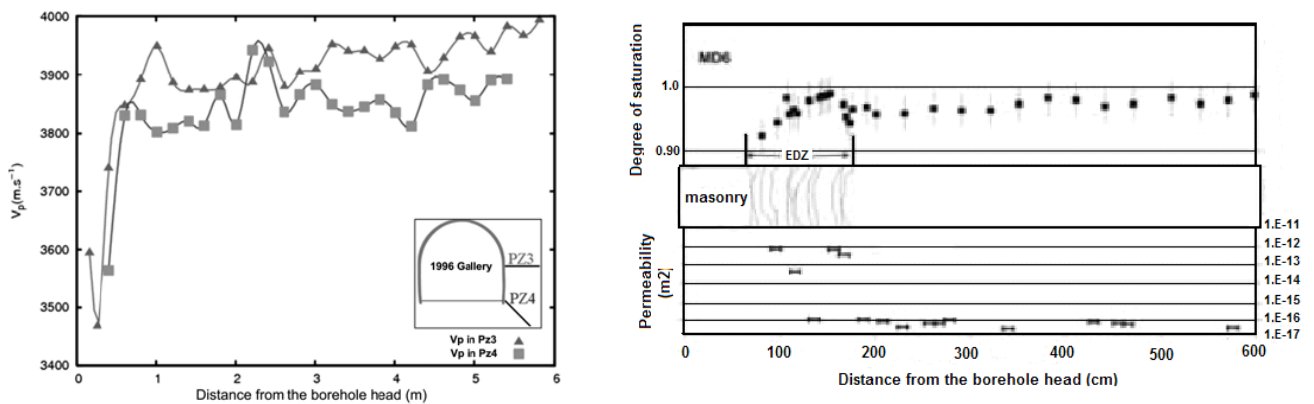 4000
3900
3800
3700
3600
3500
3400
Vp(m.s⁻¹)
0 1 2 3 4 5 6
Distance from the borehole head (m)
1996 Gallery
PZ3
PZ4
Vp in Pz3
Vp in Pz4
MD6
Degree of saturation
1.0
0.90
EDZ
masonry
Permeability
(m2)
1.E-11
1.E-12
1.E-13
1.E-14
1.E-15
1.E-16
1.E-17
0 100 200 300 400 500 600
Distance from the borehole head (cm)